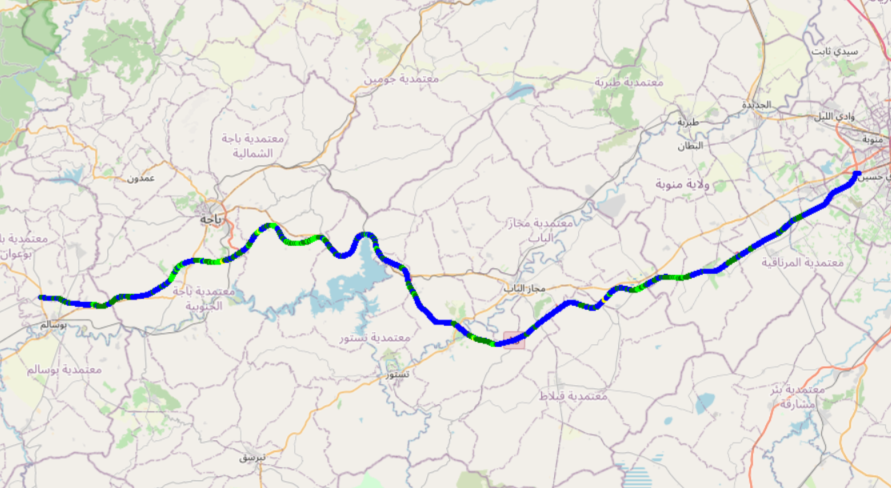 سيدي ثابت
معتمدية جومين
معتمدية طبربة
الجديدة
وادي الليل
طبربة
البطان
منوبة
معتمدية باجة
الشمالية
عمدون
ولاية منوبة
باجة
معتمدية مجاز
الباب
بوعوان
معتمدية المرناقية
مجاز الباب
معتمدية باجة
الجنوبية
بوسالم
معتمدية تستور
معتمدية بوسالم
تستور
معتمدية قبلاط
معتمدية بئر
مشارقة
تبرسق